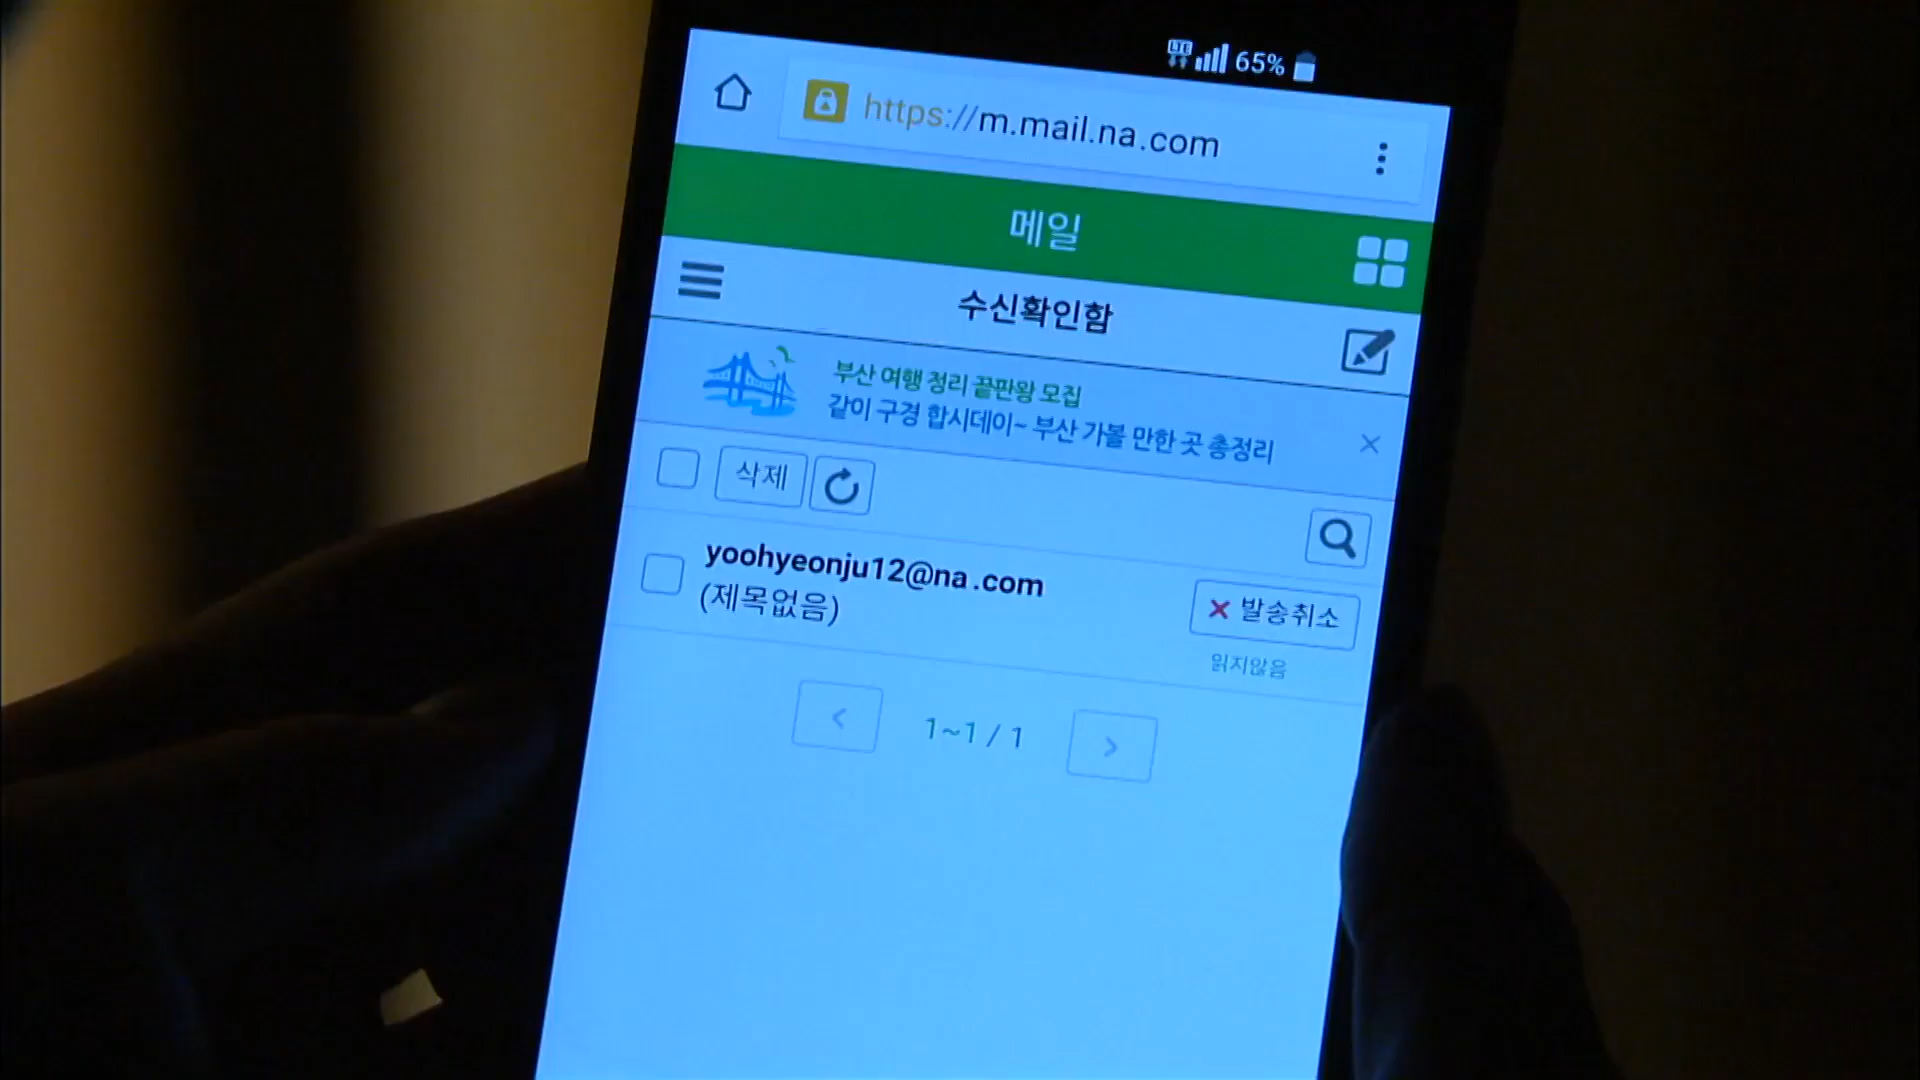 LTE 65%
https://m.mail.na.com
메일
수신확인함
부산 여행 정리 끝판왕 모집
같이 구경 합시데이~ 부산 가볼 만한 곳 총정리
삭제
yoohyeonju12@na.com
(제목없음)
발송취소
읽지않음
1~1 / 1